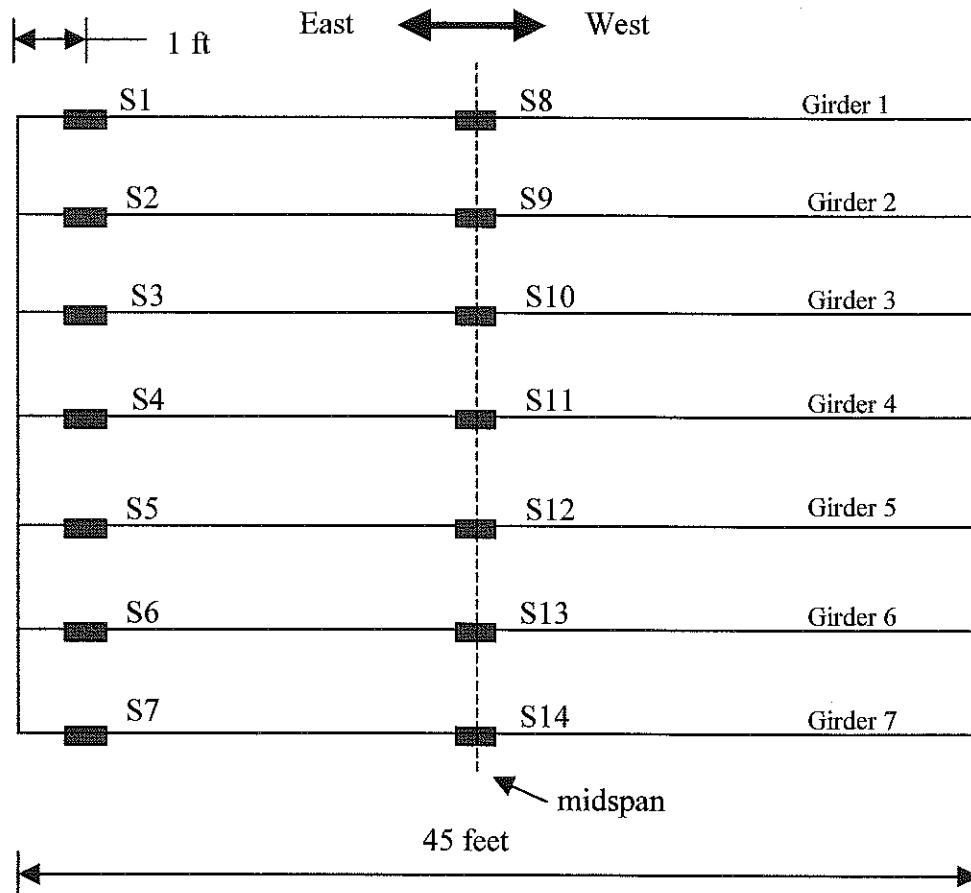 East West
1 ft
S1 S8 Girder 1
S2 S9 Girder 2
S3 S10 Girder 3
S4 S11 Girder 4
S5 S12 Girder 5
S6 S13 Girder 6
S7 S14 Girder 7
midspan
45 feet